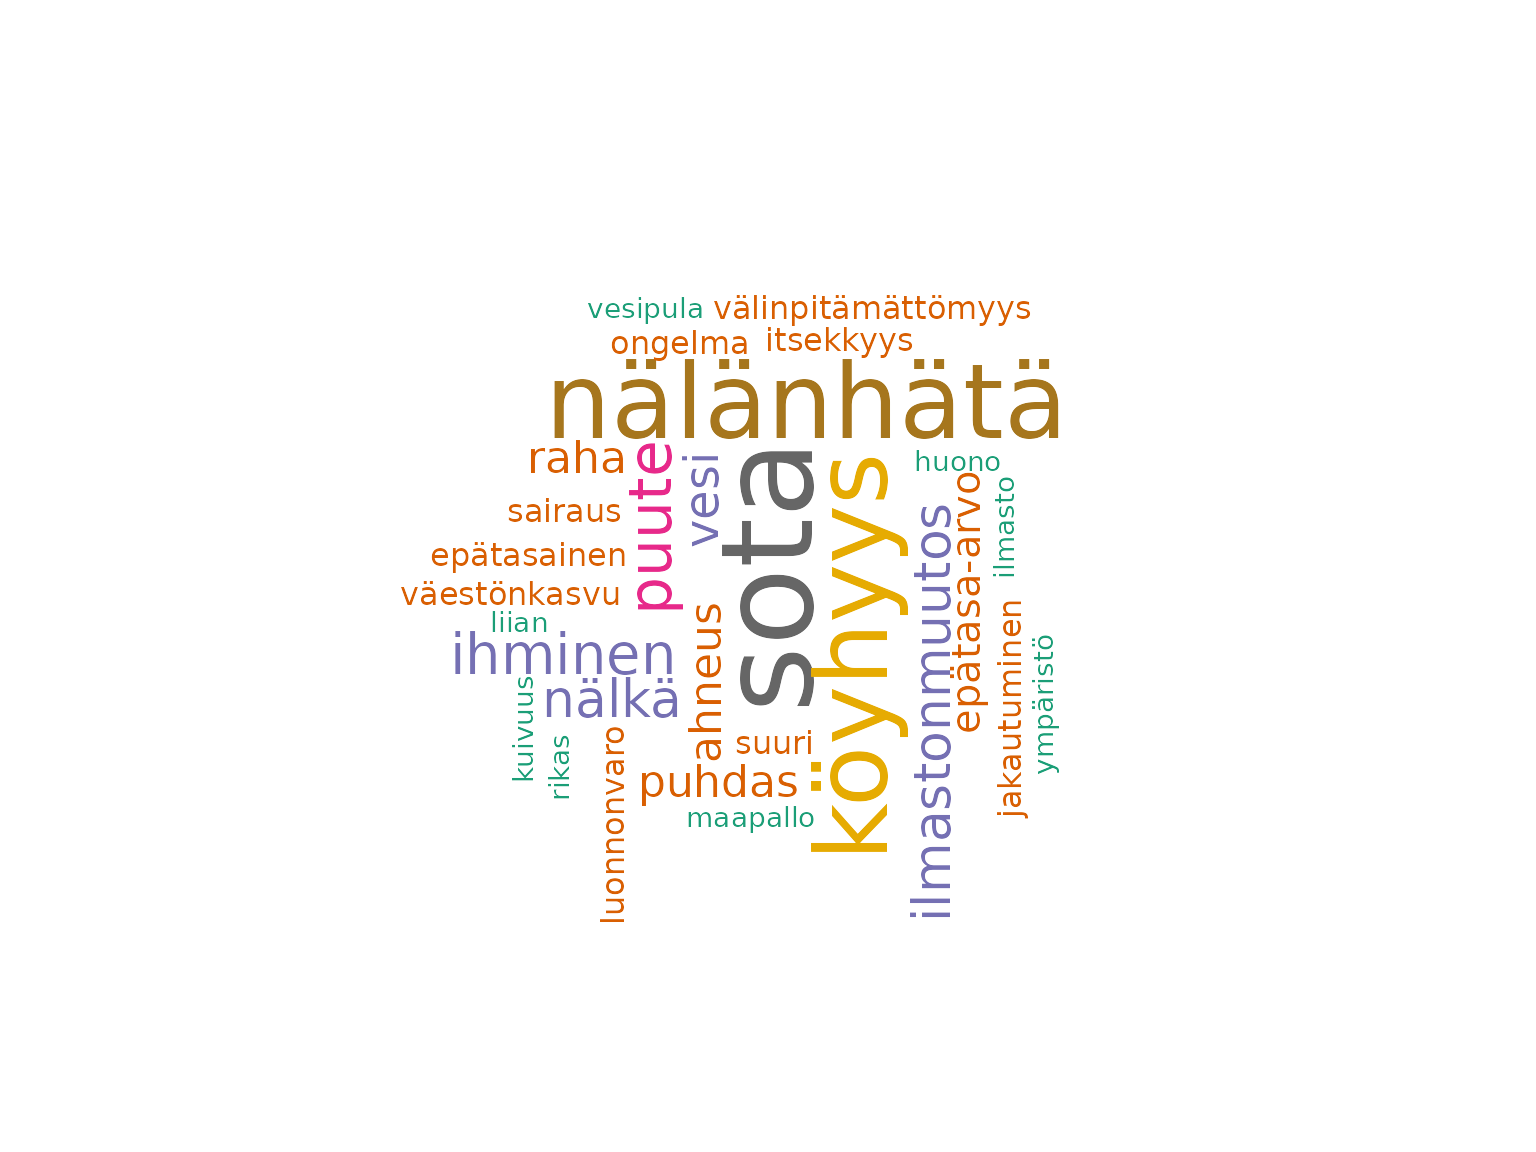 vesipula
välinpitämättömyys
ongelma
itsekkyys
nälänhätä
raha
puute
vesi
sota
köyhyys
huono
sairaus
epätasa-arvo
ilmasto
epätasainen
ilmastonmuutos
väestönkasvu
liian
ihminen
ahneus
jakautuminen
ympäristö
nälkä
kuivuus
rikas
luonnonvaro
suuri
puhdas
maapallo